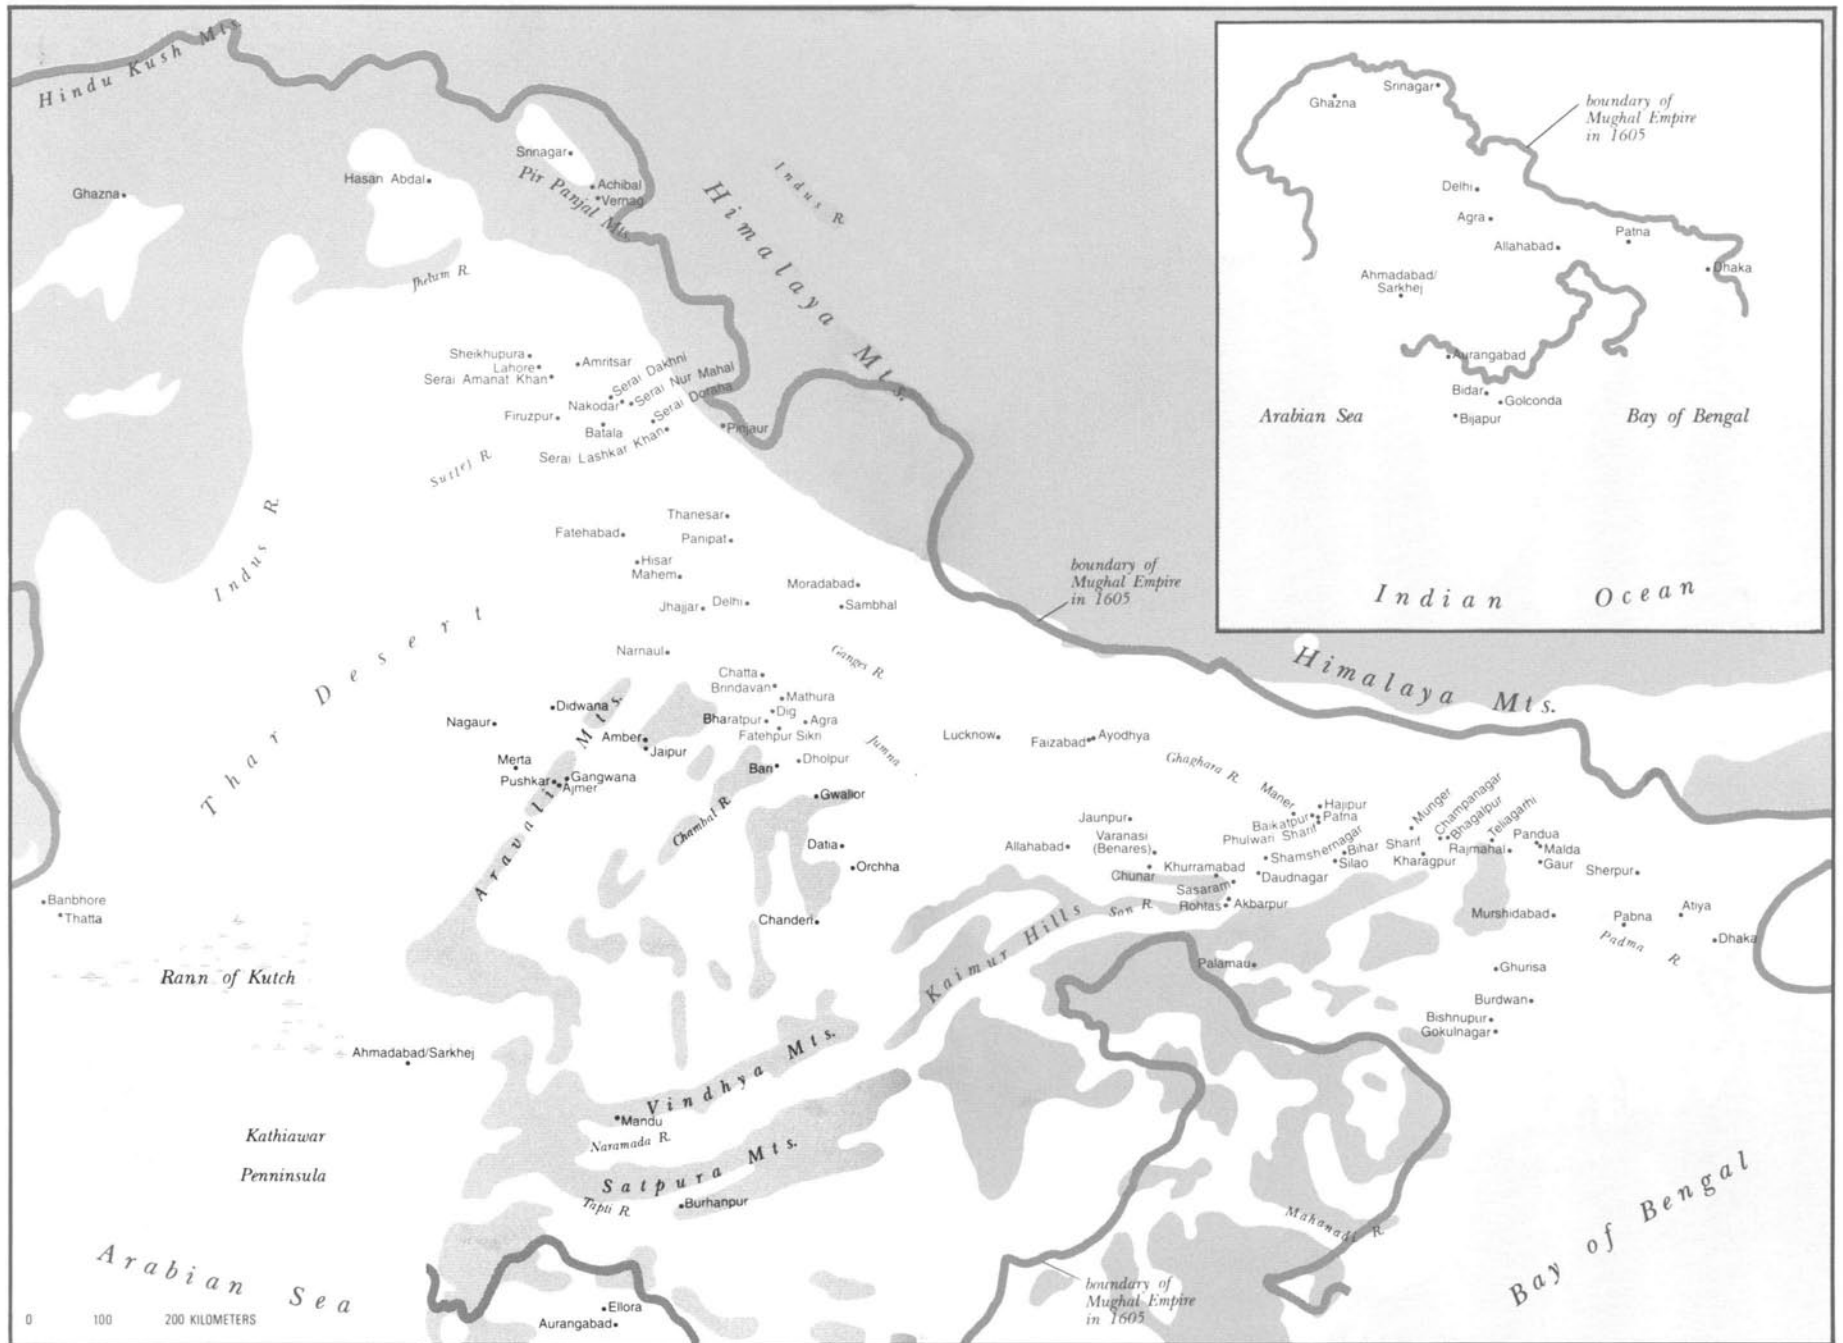 Hindu Kush Mts.
Ghazna
Hasan Abdal
Srinagar
Achibal
Vernag
Pir Panjal Mts.
Indus R.
Himalaya Mts.
Jhelum R.
Sheikhupura
Lahore
Serai Amanat Khan
Amritsar
Serai Dakhni
Serai Nur Mahal
Nakodar
Serai Doraha
Firuzpur
Batala
Serai Lashkar Khan
Pinjaur
Sutlej R.
Indus R.
Thanesar
Fatehabad
Panipat
Hisar
Mahem
Moradabad
Jhajjar
Delhi
Sambhal
boundary of
Mughal Empire
in 1605
Thar Desert
Narnaul
Ganges R.
Chatta
Brindavan
Mathura
Didwana
Dig
Nagaur
Bharatpur
Agra
Fatehpur Sikri
Amber
Jaipur
Jumna
Lucknow
Faizabad
Ayodhya
Himalaya Mts.
Merta
Dholpur
Bari
Pushkar
Gangwana
Ajmer
Aravalli Mts.
Chambal R.
Gwalior
Ghaghara R.
Maner
Hajipur
Baikatpur
Patna
Phulwari Sharif
Munger
Champanagar
Bhagalpur
Teliagarhi
Jaunpur
Varanasi
(Benares)
Allahabad
Datia
Orchha
Shamshernagar
Bihar Sharif
Silao
Kharagpur
Rajmahal
Pandua
Malda
Gaur
Sherpur
Chunar
Khurramabad
Daudnagar
Sasaram
Rohtas
Akbarpur
Son R.
Kaimur Hills
Banbhore
Thatta
Chanderi
Murshidabad
Pabna
Atiya
Padma R.
Dhaka
Palamau
Ghurisa
Rann of Kutch
Burdwan
Bishnupur
Gokulnagar
Ahmadabad/Sarkhej
Vindhya Mts.
Mandu
Naramada R.
Kathiawar
Penninsula
Satpura Mts.
Tapti R.
Burhanpur
Mahanadi R.
Bay of Bengal
Arabian Sea
boundary of
Mughal Empire
in 1605
Ellora
Aurangabad
0 100 200 KILOMETERS
Ghazna
Srinagar
boundary of
Mughal Empire
in 1605
Delhi
Agra
Allahabad
Patna
Dhaka
Ahmadabad/
Sarkhej
Aurangabad
Bidar
Golconda
Bijapur
Arabian Sea
Bay of Bengal
Indian Ocean